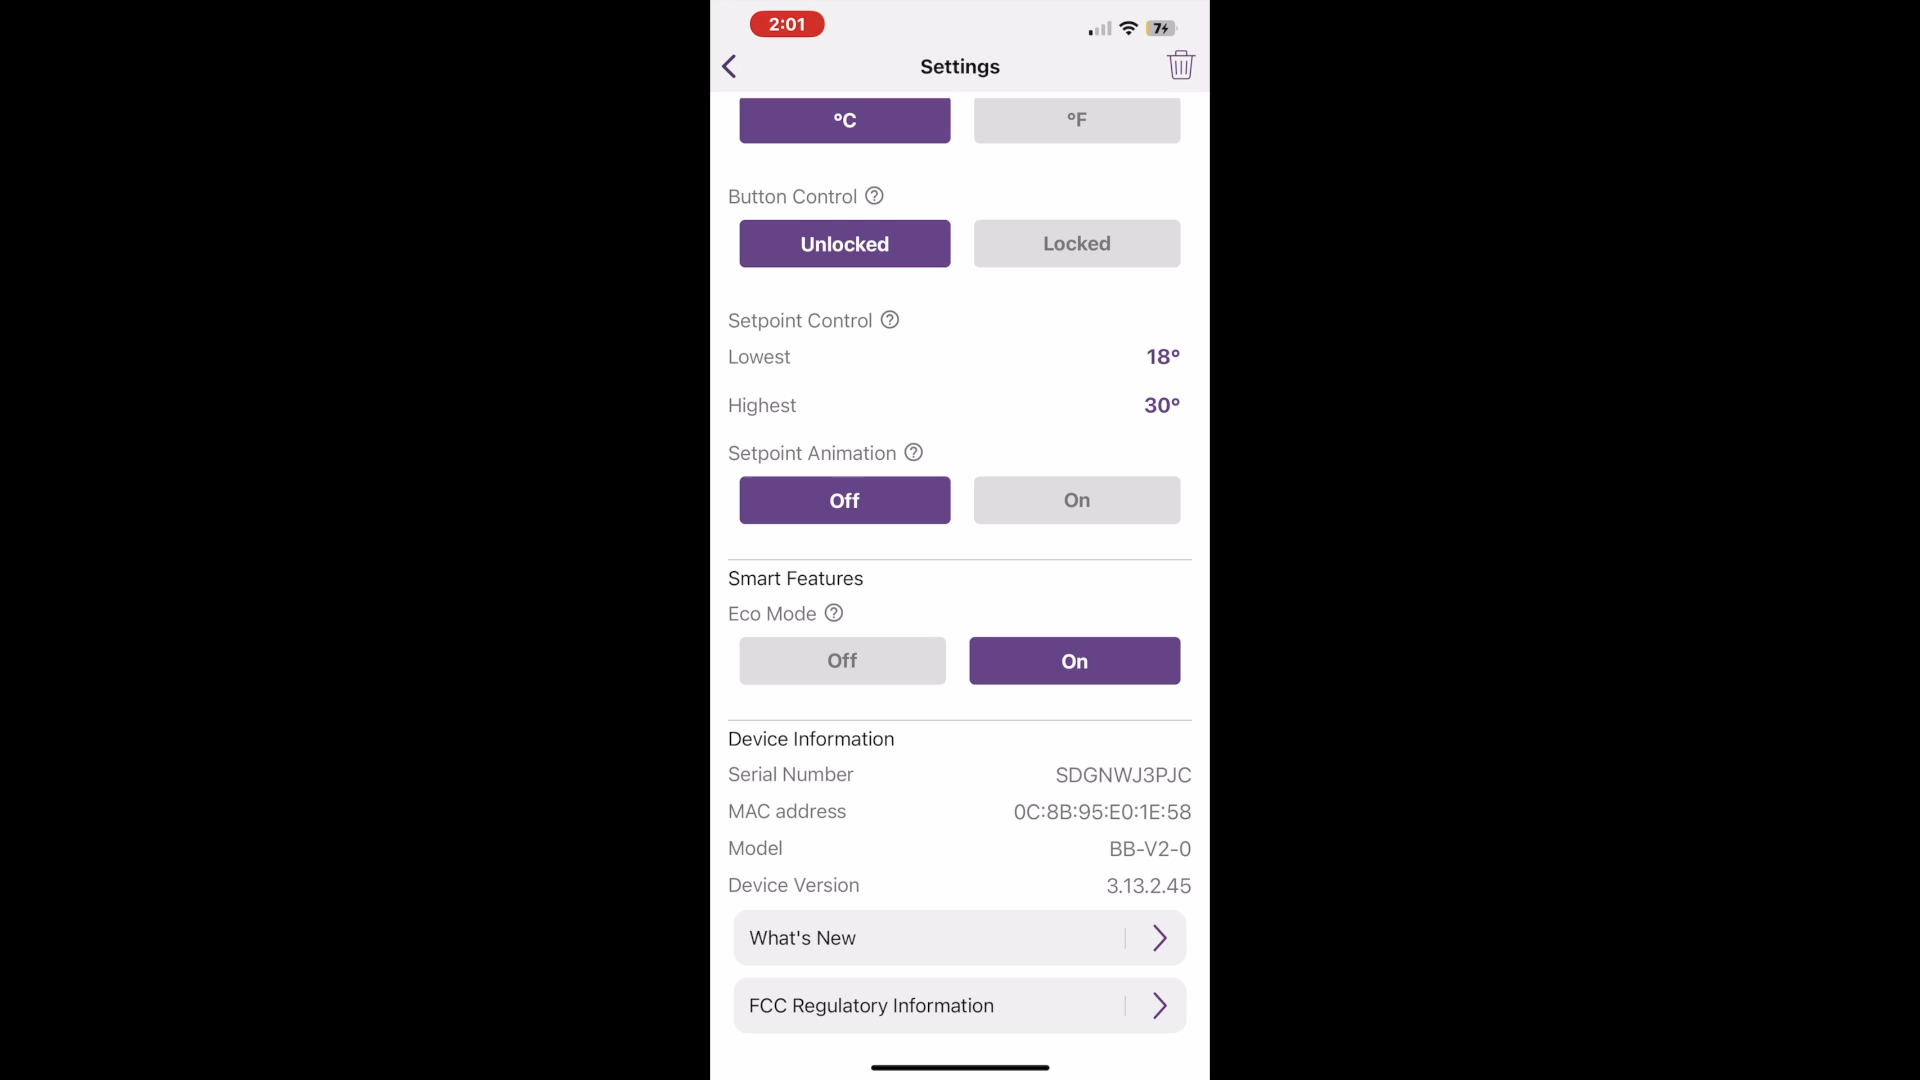 2:01
7
Settings
°C
°F
Button Control ?
Unlocked
Locked
Setpoint Control ?
Lowest
18°
Highest
30°
Setpoint Animation ?
Off
On
Smart Features
Eco Mode ?
Off
On
Device Information
Serial Number
SDGNWJ3PJC
MAC address
0C:8B:95:E0:1E:58
Model
BB-V2-0
Device Version
3.13.2.45
What's New
FCC Regulatory Information